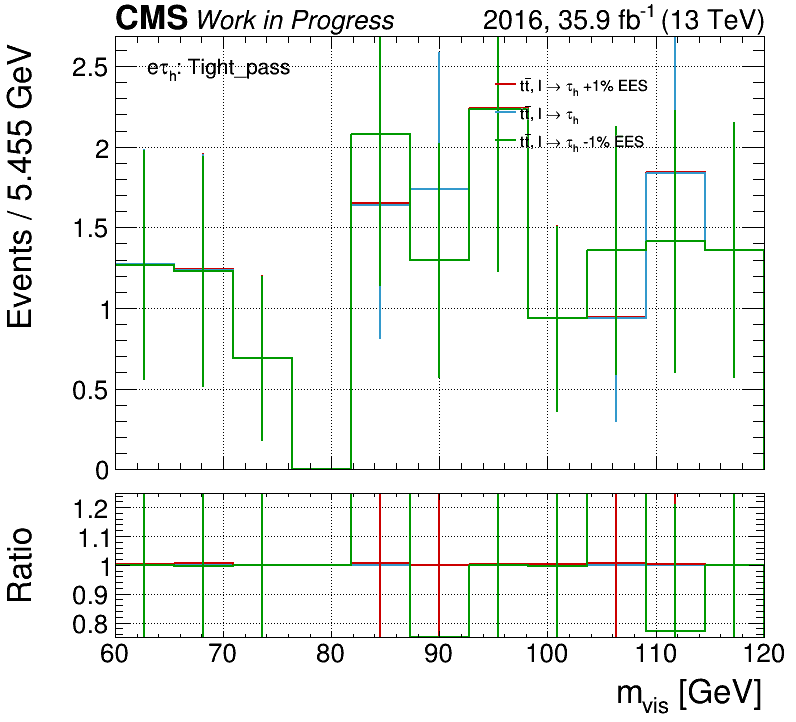 CMS Work in Progress 2016, 35.9 fb⁻¹ (13 TeV)
eτₕ: Tight_pass
tt̄, l → τₕ +1% EES
tt̄, l → τₕ
tt̄, l → τₕ -1% EES
Events / 5.455 GeV
2.5
2
1.5
1
0.5
0
Ratio
1.2
1.1
1
0.9
0.8
60 70 80 90 100 110 120
m_vis [GeV]